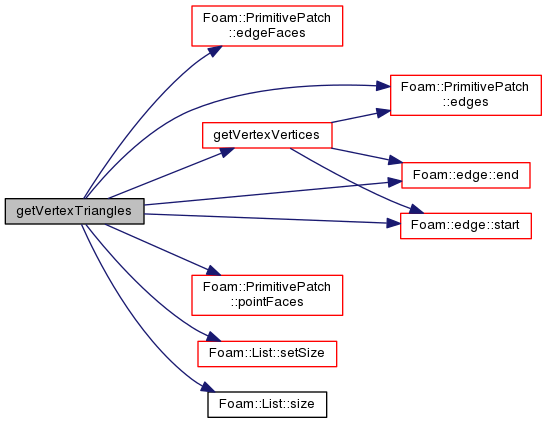 Foam::PrimitivePatch
::edgeFaces
Foam::PrimitivePatch
::edges
getVertexVertices
Foam::edge::end
getVertexTriangles
Foam::edge::start
Foam::PrimitivePatch
::pointFaces
Foam::List::setSize
Foam::List::size